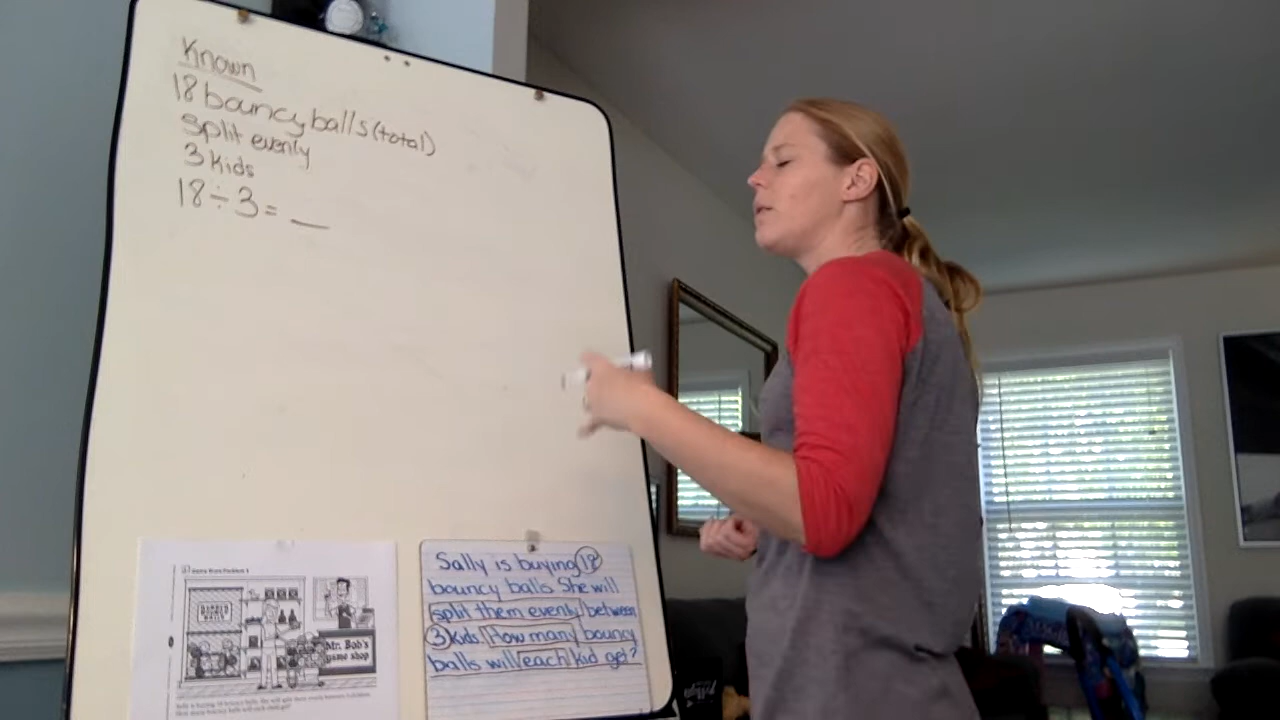 Known
18 bouncy balls (total)
split evenly
3 kids
18 ÷ 3 = __
Sally is buying 18
bouncy balls. She will
split them evenly between
3 kids. How many bouncy
balls will each kid get?
Mr. Bob's
game shop